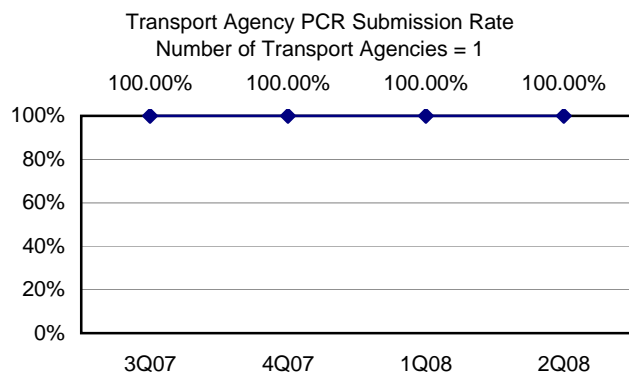 Transport Agency PCR Submission Rate
Number of Transport Agencies = 1
100.00% 100.00% 100.00% 100.00%
100%
80%
60%
40%
20%
0%
3Q07 4Q07 1Q08 2Q08